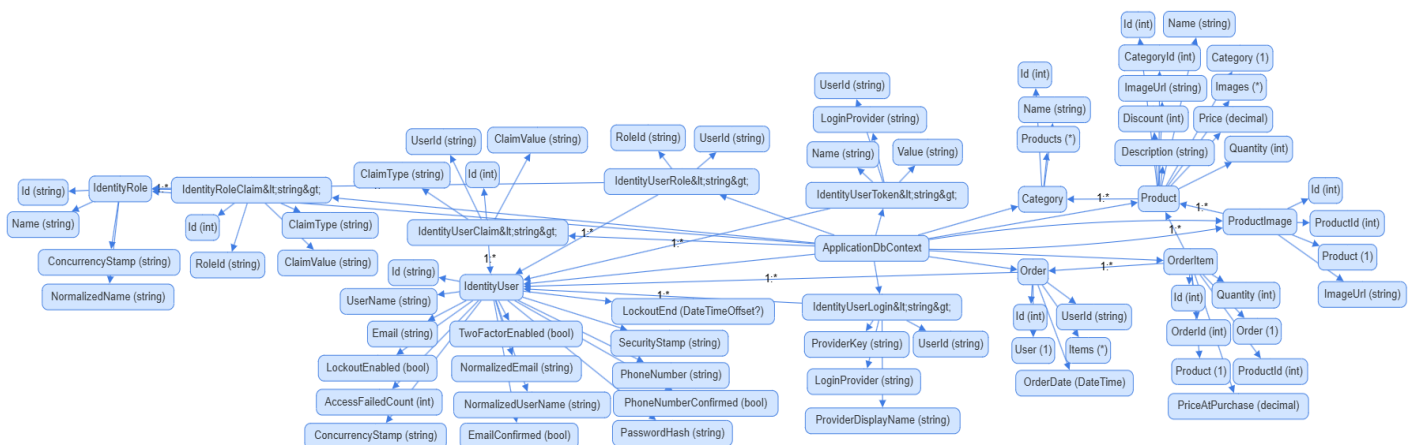 Id (int)
Name (string)
CategoryId (int)
Category (1)
Id (int)
UserId (string)
ImageUrl (string)
Images (*)
Name (string)
LoginProvider (string)
Discount (int)
Price (decimal)
UserId (string)
ClaimValue (string)
RoleId (string)
UserId (string)
Products (*)
Name (string)
Value (string)
Description (string)
Quantity (int)
ClaimType (string)
Id (int)
Id (string)
IdentityRole
1:*
IdentityRoleClaim&lt;string&gt;
IdentityUserRole&lt;string&gt;
IdentityUserToken&lt;string&gt;
Category
1:*
Product
Id (int)
Name (string)
Id (int)
ClaimType (string)
1:*
ProductImage
ProductId (int)
IdentityUserClaim&lt;string&gt;
1:*
1:*
ApplicationDbContext
1:*
ConcurrencyStamp (string)
RoleId (string)
ClaimValue (string)
1:*
Product (1)
Id (string)
Order
1:*
OrderItem
NormalizedName (string)
IdentityUser
ImageUrl (string)
UserName (string)
LockoutEnd (DateTimeOffset?)
1:*
IdentityUserLogin&lt;string&gt;
Id (int)
Quantity (int)
Email (string)
TwoFactorEnabled (bool)
SecurityStamp (string)
ProviderKey (string)
UserId (string)
Id (int)
UserId (string)
OrderId (int)
Order (1)
User (1)
Items (*)
LockoutEnabled (bool)
NormalizedEmail (string)
PhoneNumber (string)
LoginProvider (string)
OrderDate (DateTime)
Product (1)
ProductId (int)
AccessFailedCount (int)
NormalizedUserName (string)
PhoneNumberConfirmed (bool)
ProviderDisplayName (string)
PriceAtPurchase (decimal)
ConcurrencyStamp (string)
EmailConfirmed (bool)
PasswordHash (string)